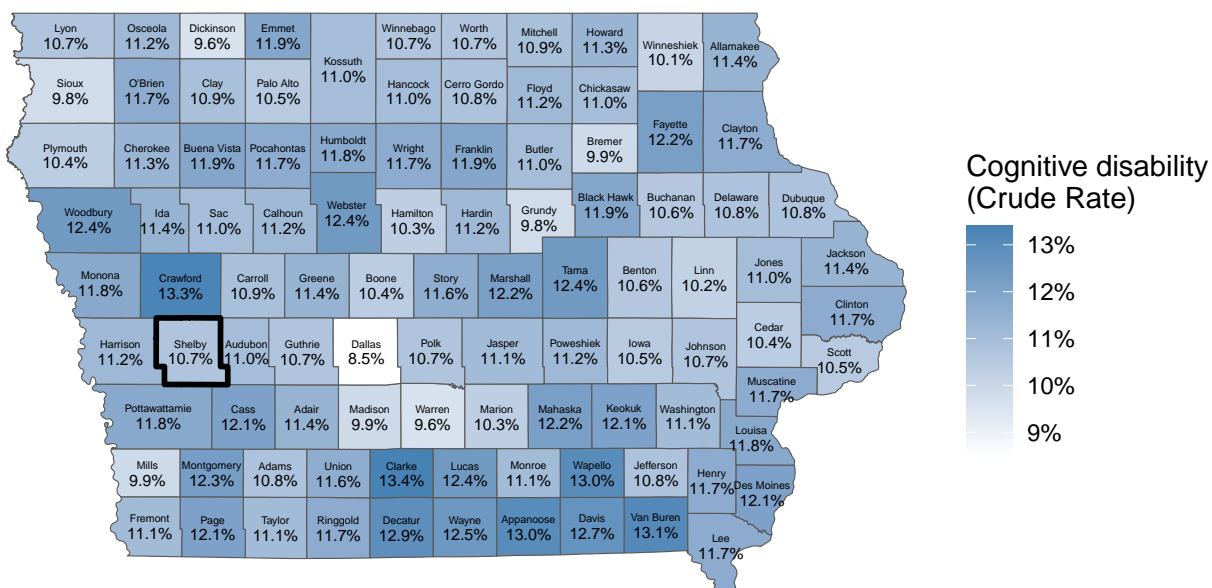 Lyon
10.7%
Osceola
11.2%
Dickinson
9.6%
Emmet
11.9%
Kossuth
11.0%
Winnebago
10.7%
Worth
10.7%
Mitchell
10.9%
Howard
11.3%
Winneshiek
10.1%
Allamakee
11.4%
Sioux
9.8%
O'Brien
11.7%
Clay
10.9%
Palo Alto
10.5%
Hancock
11.0%
Cerro Gordo
10.8%
Floyd
11.2%
Chickasaw
11.0%
Fayette
12.2%
Clayton
11.7%
Plymouth
10.4%
Cherokee
11.3%
Buena Vista
11.9%
Pocahontas
11.7%
Humboldt
11.8%
Wright
11.7%
Franklin
11.9%
Butler
11.0%
Bremer
9.9%
Woodbury
12.4%
Ida
11.4%
Sac
11.0%
Calhoun
11.2%
Webster
12.4%
Hamilton
10.3%
Hardin
11.2%
Grundy
9.8%
Black Hawk
11.9%
Buchanan
10.6%
Delaware
10.8%
Dubuque
10.8%
Monona
11.8%
Crawford
13.3%
Carroll
10.9%
Greene
11.4%
Boone
10.4%
Story
11.6%
Marshall
12.2%
Tama
12.4%
Benton
10.6%
Linn
10.2%
Jones
11.0%
Jackson
11.4%
Clinton
11.7%
Harrison
11.2%
Shelby
10.7%
Audubon
11.0%
Guthrie
10.7%
Dallas
8.5%
Polk
10.7%
Jasper
11.1%
Poweshiek
11.2%
Iowa
10.5%
Johnson
10.7%
Cedar
10.4%
Scott
10.5%
Muscatine
11.7%
Pottawattamie
11.8%
Cass
12.1%
Adair
11.4%
Madison
9.9%
Warren
9.6%
Marion
10.3%
Mahaska
12.2%
Keokuk
12.1%
Washington
11.1%
Louisa
11.8%
Mills
9.9%
Montgomery
12.3%
Adams
10.8%
Union
11.6%
Clarke
13.4%
Lucas
12.4%
Monroe
11.1%
Wapello
13.0%
Jefferson
10.8%
Henry
11.7%
Des Moines
12.1%
Fremont
11.1%
Page
12.1%
Taylor
11.1%
Ringgold
11.7%
Decatur
12.9%
Wayne
12.5%
Appanoose
13.0%
Davis
12.7%
Van Buren
13.1%
Lee
11.7%
Cognitive disability
(Crude Rate)
13%
12%
11%
10%
9%